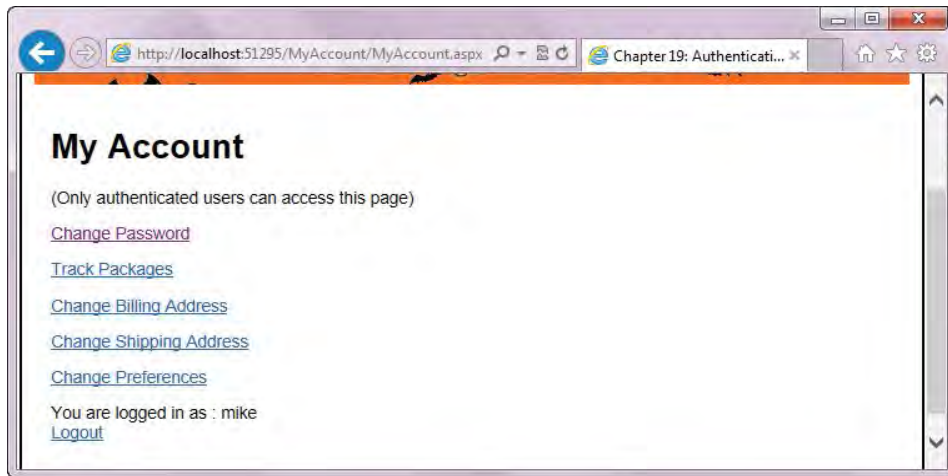 http://localhost:51295/MyAccount/MyAccount.aspx
Chapter 19: Authenticati...
My Account
(Only authenticated users can access this page)
Change Password
Track Packages
Change Billing Address
Change Shipping Address
Change Preferences
You are logged in as : mike
Logout